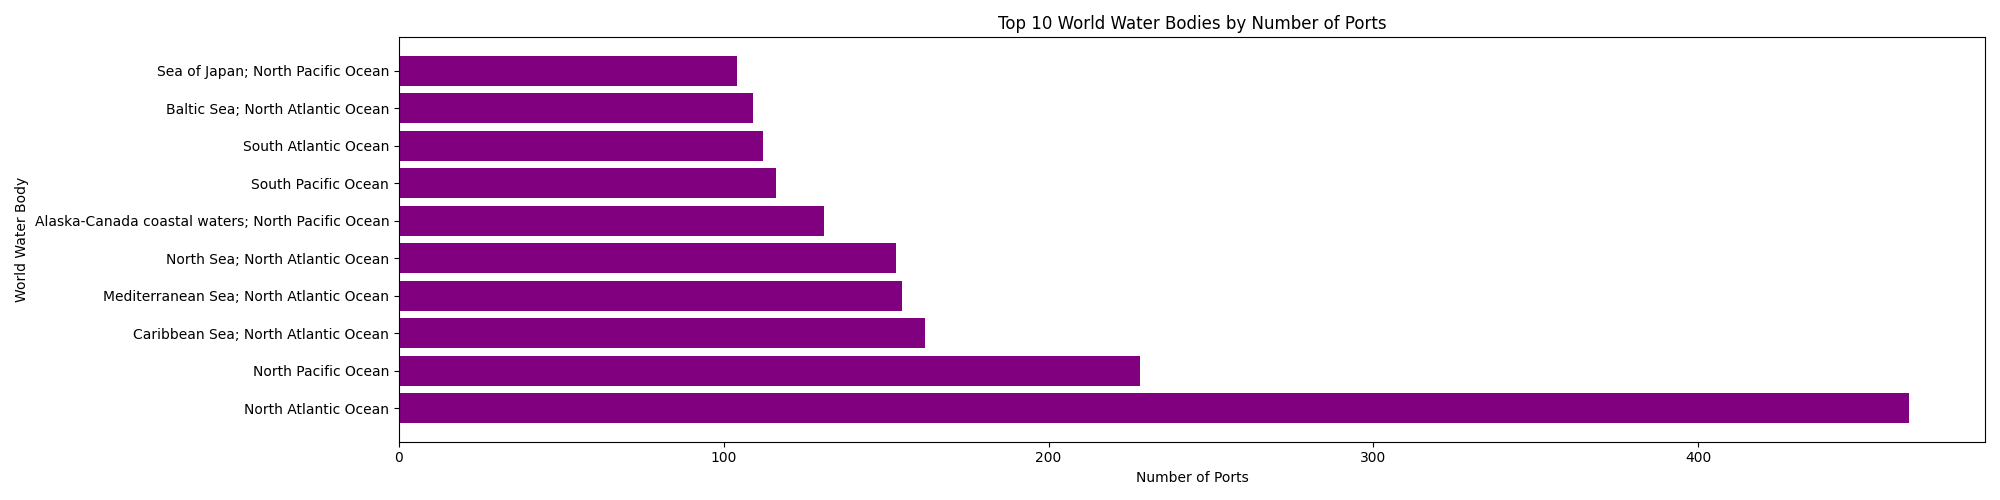 Top 10 World Water Bodies by Number of Ports
World Water Body
Sea of Japan; North Pacific Ocean
Baltic Sea; North Atlantic Ocean
South Atlantic Ocean
South Pacific Ocean
Alaska-Canada coastal waters; North Pacific Ocean
North Sea; North Atlantic Ocean
Mediterranean Sea; North Atlantic Ocean
Caribbean Sea; North Atlantic Ocean
North Pacific Ocean
North Atlantic Ocean
0 100 200 300 400
Number of Ports